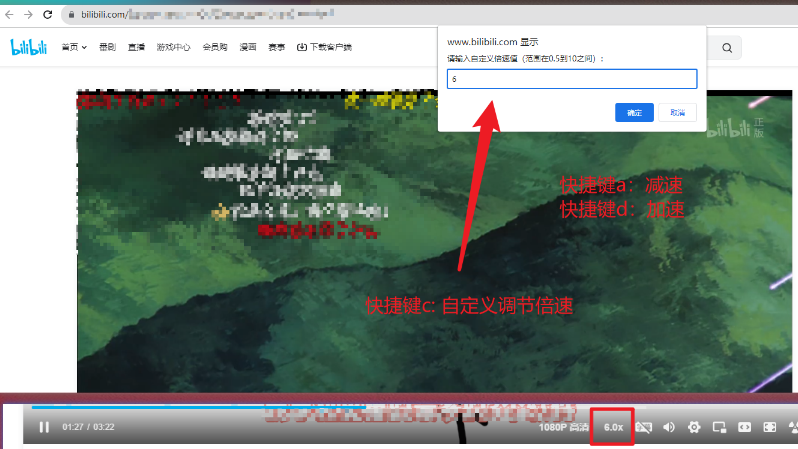 bilibili.com/
bilibili 首页 番剧 直播 游戏中心 会员购 漫画 赛事 下载客户端
www.bilibili.com 显示
请输入自定义倍速值（范围在0.5到10之间）：
6
确定 取消
bilibili 正版
快捷键a：减速
快捷键d：加速
快捷键c: 自定义调节倍速
01:27 / 03:22 1080P 高清 6.0x